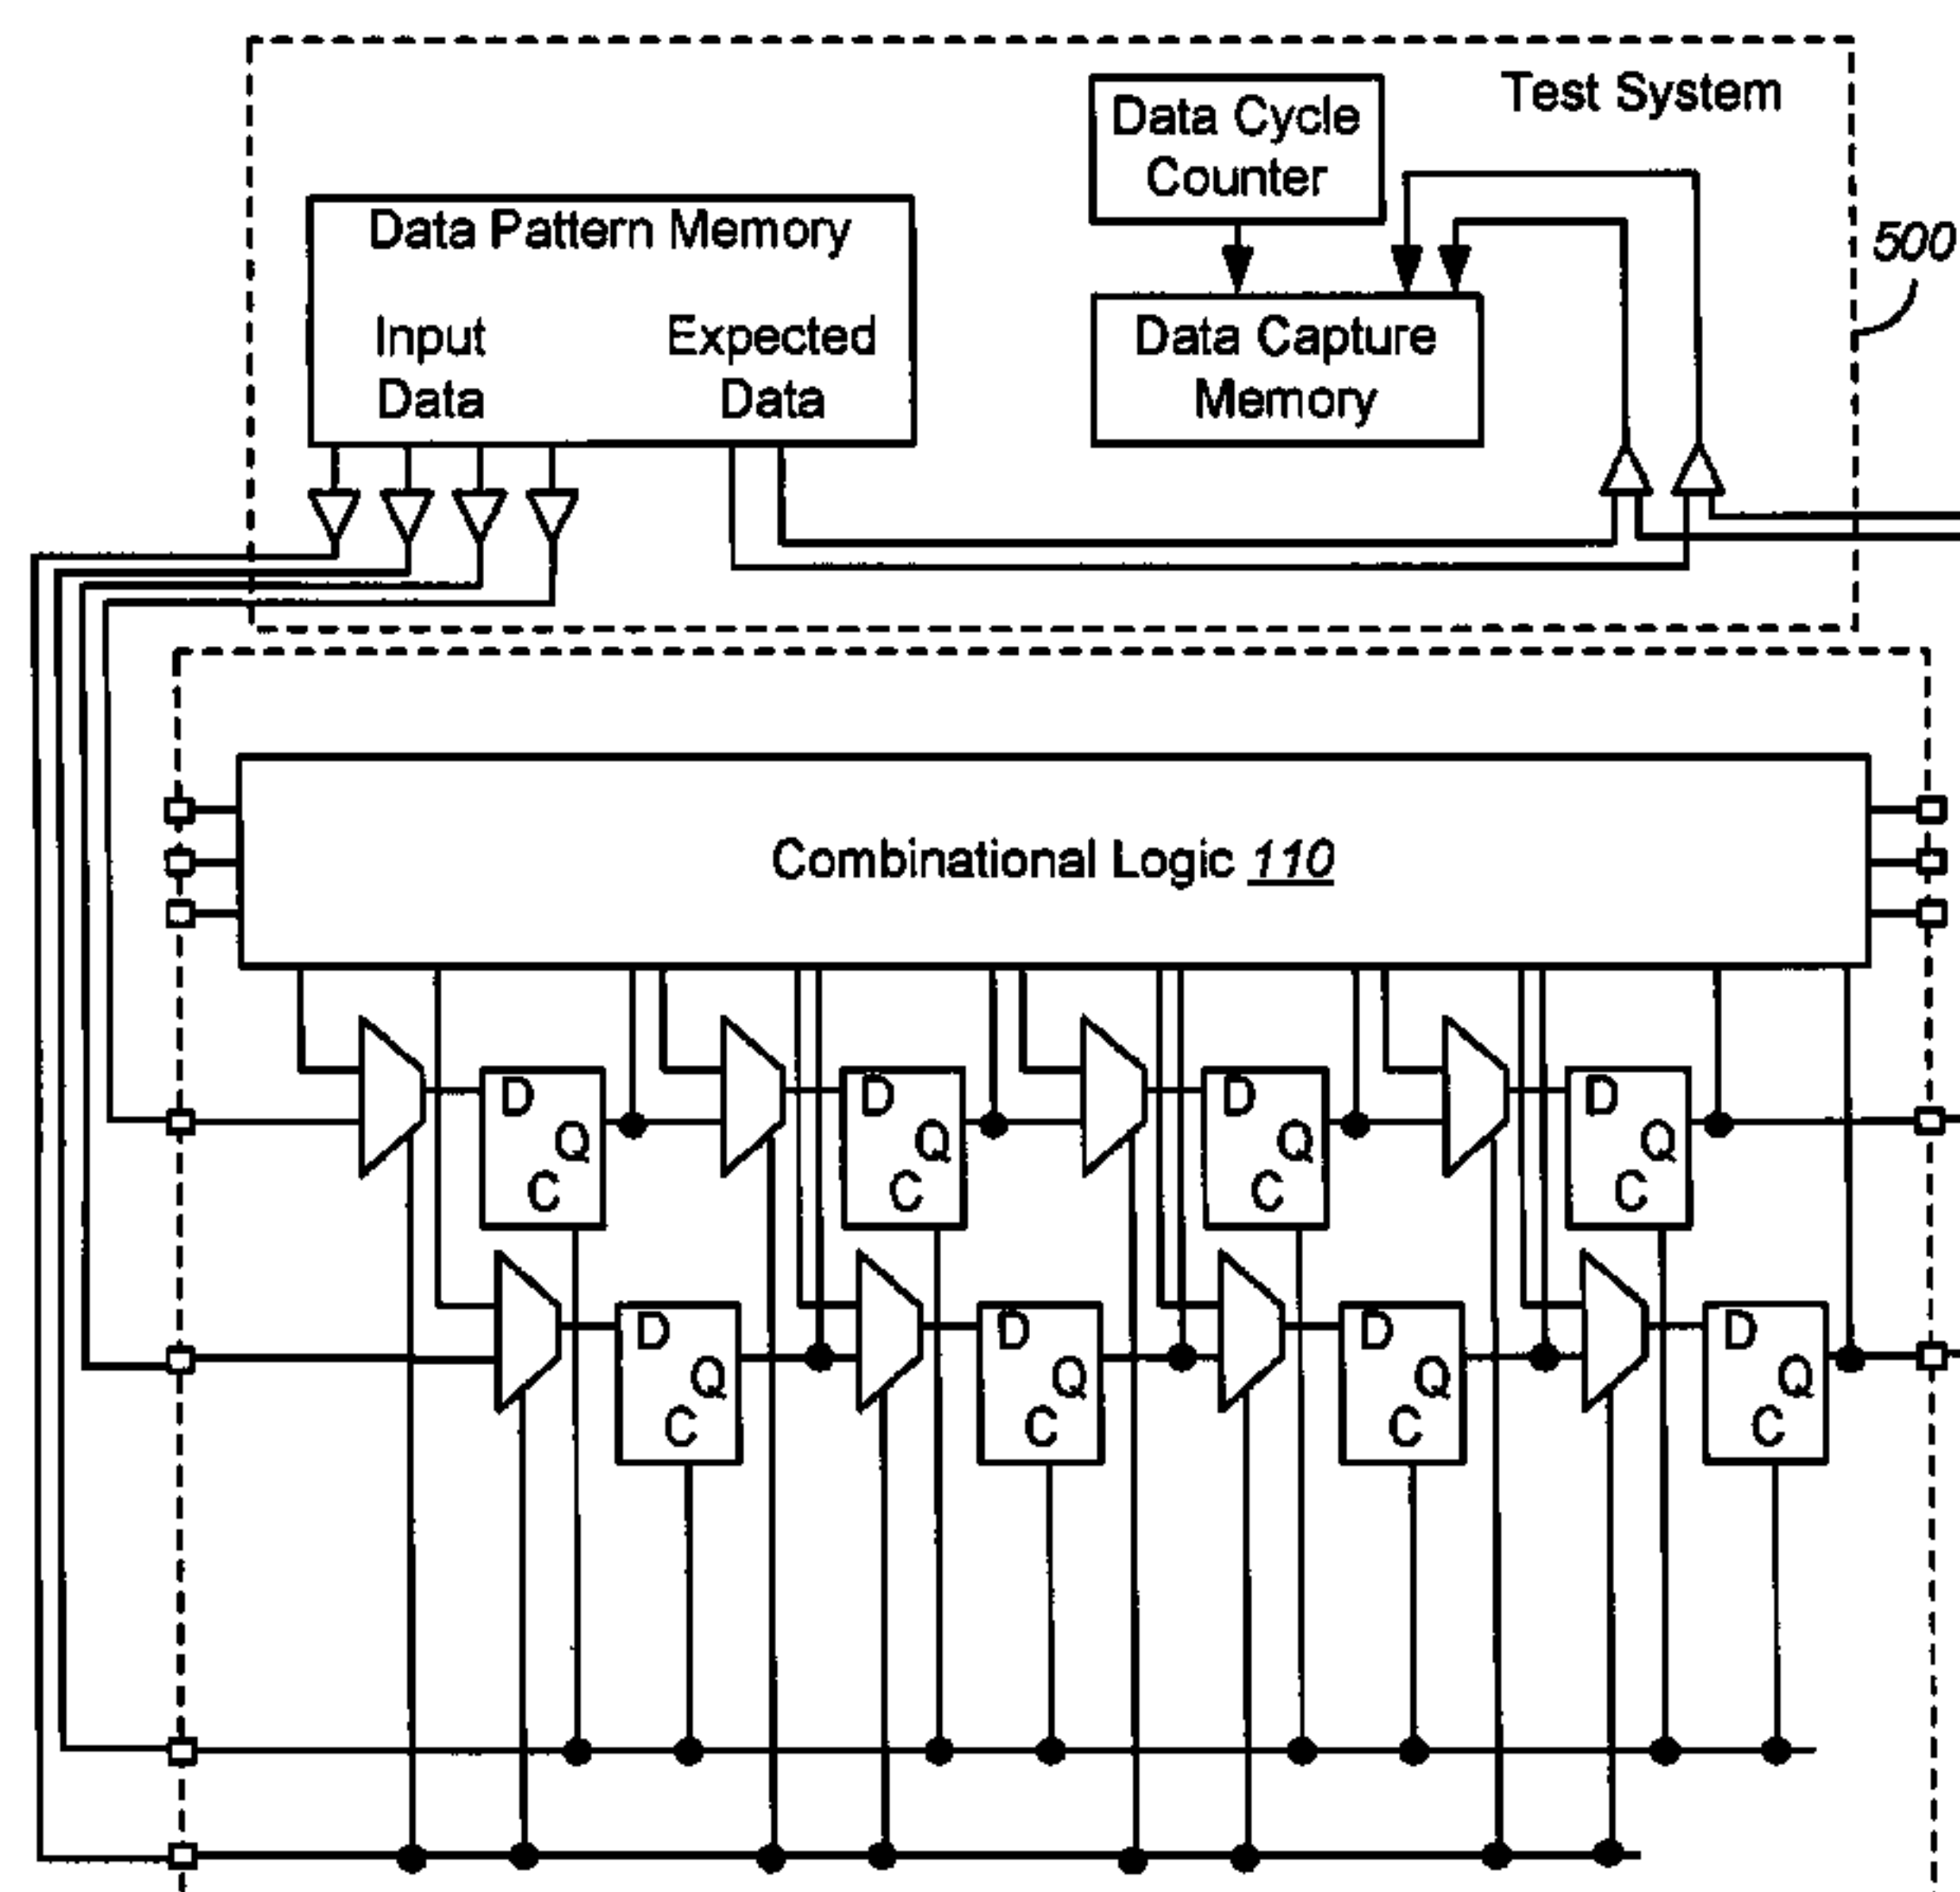 Test System
Data Cycle
Counter
Data Pattern Memory
500
Input
Data
Expected
Data
Data Capture
Memory
Combinational Logic 110
D
Q
C
D
Q
C
D
Q
C
D
Q
C
D
Q
C
D
Q
C
D
Q
C
D
Q
C